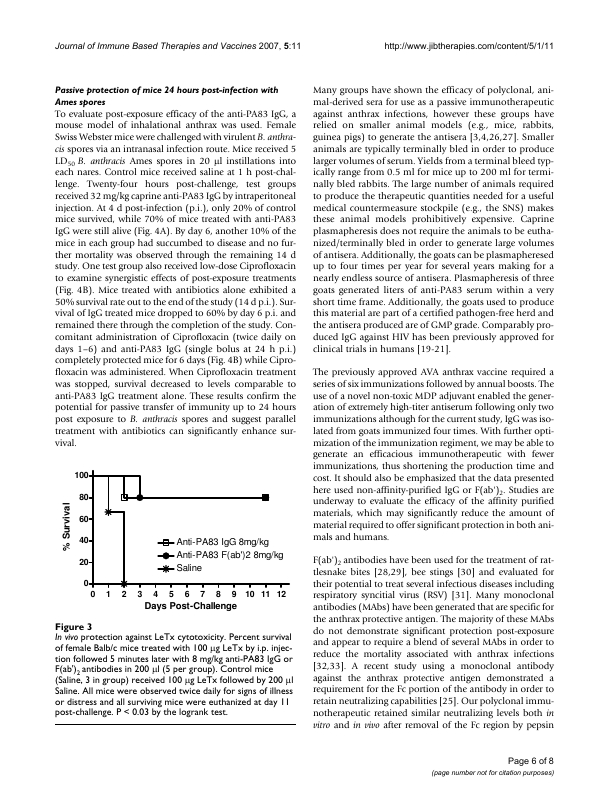 Journal of Immune Based Therapies and Vaccines 2007, 5:11
http://www.jibtherapies.com/content/5/1/11
Passive protection of mice 24 hours post-infection with
Ames spores
To evaluate post-exposure efficacy of the anti-PA83 IgG, a
mouse model of inhalational anthrax was used. Female
Swiss Webster mice were challenged with virulent B. anthra-
cis spores via an intranasal infection route. Mice received 5
LD50 B. anthracis Ames spores in 20 μl instillations into
each nares. Control mice received saline at 1 h post-chal-
lenge. Twenty-four hours post-challenge, test groups
received 32 mg/kg caprine anti-PA83 IgG by intraperitoneal
injection. At 4 d post-infection (p.i.), only 20% of control
mice survived, while 70% of mice treated with anti-PA83
IgG were still alive (Fig. 4A). By day 6, another 10% of the
mice in each group had succumbed to disease and no fur-
ther mortality was observed through the remaining 14 d
study. One test group also received low-dose Ciprofloxacin
to examine synergistic effects of post-exposure treatments
(Fig. 4B). Mice treated with antibiotics alone exhibited a
50% survival rate out to the end of the study (14 d p.i.). Sur-
vival of IgG treated mice dropped to 60% by day 6 p.i. and
remained there through the completion of the study. Con-
comitant administration of Ciprofloxacin (twice daily on
days 1–6) and anti-PA83 IgG (single bolus at 24 h p.i.)
completely protected mice for 6 days (Fig. 4B) while Cipro-
floxacin was administered. When Ciprofloxacin treatment
was stopped, survival decreased to levels comparable to
anti-PA83 IgG treatment alone. These results confirm the
potential for passive transfer of immunity up to 24 hours
post exposure to B. anthracis spores and suggest parallel
treatment with antibiotics can significantly enhance sur-
vival.
100
80
60
40
20
0
% Survival
Anti-PA83 IgG 8mg/kg
Anti-PA83 F(ab')2 8mg/kg
Saline
0 1 2 3 4 5 6 7 8 9 10 11 12
Days Post-Challenge
Figure 3
In vivo protection against LeTx cytotoxicity. Percent survival
of female Balb/c mice treated with 100 μg LeTx by i.p. injec-
tion followed 5 minutes later with 8 mg/kg anti-PA83 IgG or
F(ab')2 antibodies in 200 μl (5 per group). Control mice
(Saline, 3 in group) received 100 μg LeTx followed by 200 μl
Saline. All mice were observed twice daily for signs of illness
or distress and all surviving mice were euthanized at day 11
post-challenge. P < 0.03 by the logrank test.
Many groups have shown the efficacy of polyclonal, ani-
mal-derived sera for use as a passive immunotherapeutic
against anthrax infections, however these groups have
relied on smaller animal models (e.g., mice, rabbits,
guinea pigs) to generate the antisera [3,4,26,27]. Smaller
animals are typically terminally bled in order to produce
larger volumes of serum. Yields from a terminal bleed typ-
ically range from 0.5 ml for mice up to 200 ml for termi-
nally bled rabbits. The large number of animals required
to produce the therapeutic quantities needed for a useful
medical countermeasure stockpile (e.g., the SNS) makes
these animal models prohibitively expensive. Caprine
plasmapheresis does not require the animals to be eutha-
nized/terminally bled in order to generate large volumes
of antisera. Additionally, the goats can be plasmapheresed
up to four times per year for several years making for a
nearly endless source of antisera. Plasmapheresis of three
goats generated liters of anti-PA83 serum within a very
short time frame. Additionally, the goats used to produce
this material are part of a certified pathogen-free herd and
the antisera produced are of GMP grade. Comparably pro-
duced IgG against HIV has been previously approved for
clinical trials in humans [19-21].
The previously approved AVA anthrax vaccine required a
series of six immunizations followed by annual boosts. The
use of a novel non-toxic MDP adjuvant enabled the gener-
ation of extremely high-titer antiserum following only two
immunizations although for the current study, IgG was iso-
lated from goats immunized four times. With further opti-
mization of the immunization regiment, we may be able to
generate an efficacious immunotherapeutic with fewer
immunizations, thus shortening the production time and
cost. It should also be emphasized that the data presented
here used non-affinity-purified IgG or F(ab')2. Studies are
underway to evaluate the efficacy of the affinity purified
materials, which may significantly reduce the amount of
material required to offer significant protection in both ani-
mals and humans.
F(ab')2 antibodies have been used for the treatment of rat-
tlesnake bites [28,29], bee stings [30] and evaluated for
their potential to treat several infectious diseases including
respiratory syncitial virus (RSV) [31]. Many monoclonal
antibodies (MAbs) have been generated that are specific for
the anthrax protective antigen. The majority of these MAbs
do not demonstrate significant protection post-exposure
and appear to require a blend of several MAbs in order to
reduce the mortality associated with anthrax infections
[32,33]. A recent study using a monoclonal antibody
against the anthrax protective antigen demonstrated a
requirement for the Fc portion of the antibody in order to
retain neutralizing capabilities [25]. Our polyclonal immu-
notherapeutic retained similar neutralizing levels both in
vitro and in vivo after removal of the Fc region by pepsin
Page 6 of 8
(page number not for citation purposes)